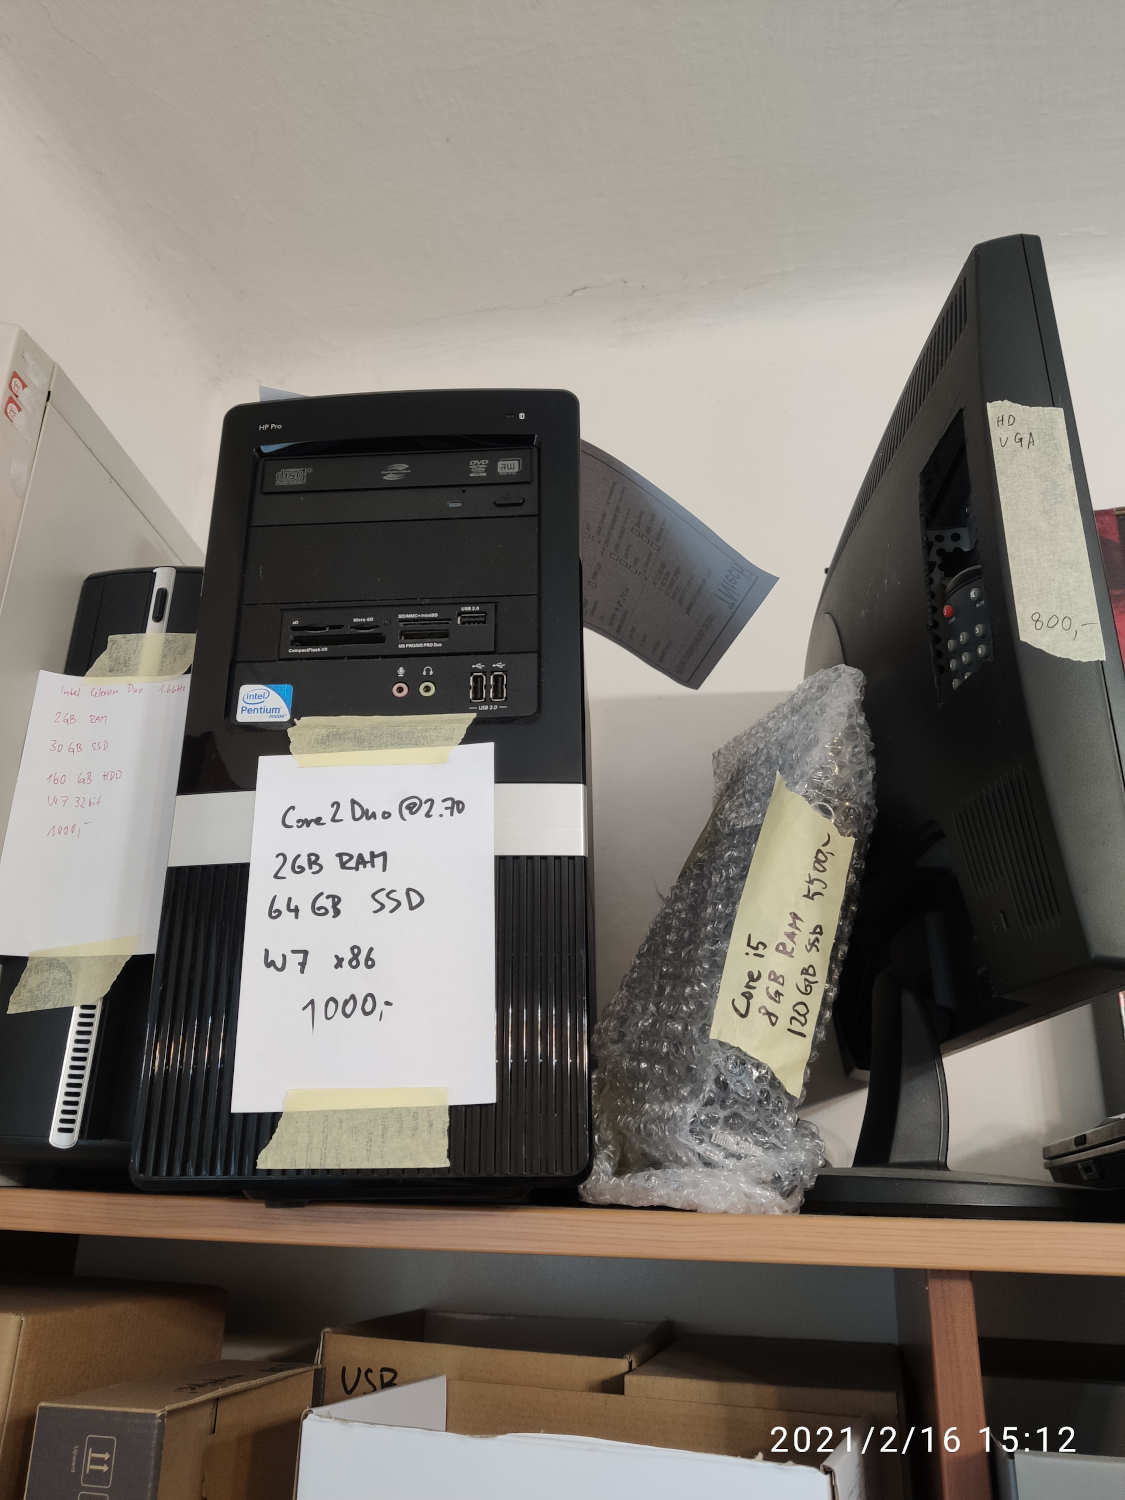 HP Pro
DVD
RW
SD/MMC+/miniSD
USB 2.0
xD
Micro SD
CompactFlash I/II
MS PRO/MS PRO Duo
USB 2.0
intel
Pentium
inside
Core 2 Duo @2.70
2GB RAM
64 GB SSD
W7 x86
1000,-
Intel Celeron Duo 1.6GHz
2GB RAM
30 GB SSD
160 GB HDD
W7 32bit
1000,-
HD
VGA
800,-
Core i5
8GB RAM 5500,-
120 GB SSD
USB
2021/2/16 15:12